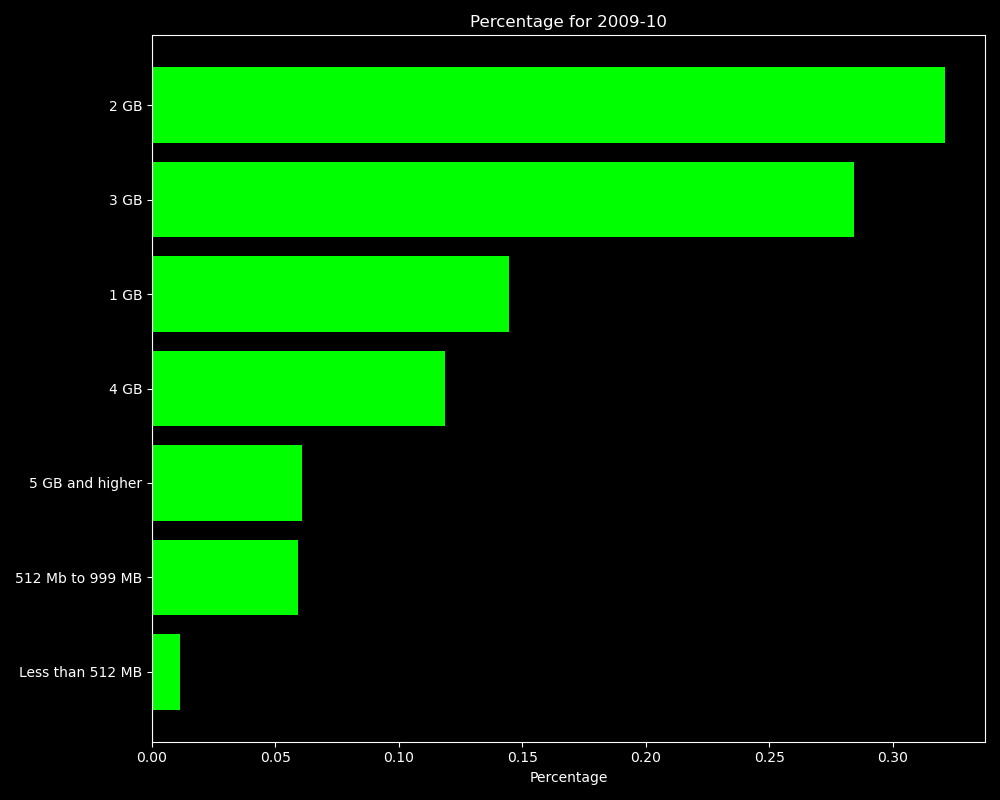 Percentage for 2009-10
2 GB
3 GB
1 GB
4 GB
5 GB and higher
512 Mb to 999 MB
Less than 512 MB
0.00 0.05 0.10 0.15 0.20 0.25 0.30
Percentage